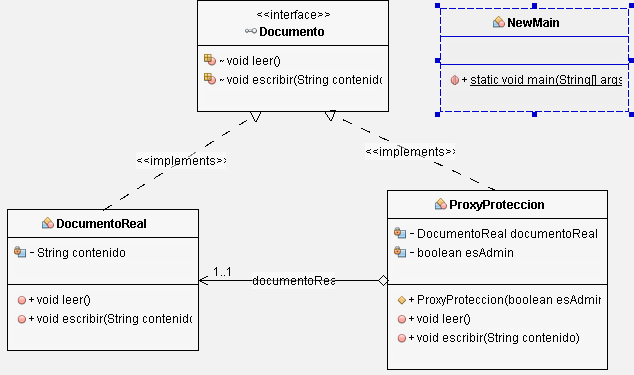 <<interface>>
Documento
~ void leer()
~ void escribir(String contenido
NewMain
+ static void main(String[] args
<<implements>>
<<implements>>
DocumentoReal
- String contenido
+ void leer()
+ void escribir(String contenido
1..1
documentoRea
ProxyProteccion
- DocumentoReal documentoReal
- boolean esAdmin
+ ProxyProteccion(boolean esAdmin
+ void leer()
+ void escribir(String contenido)